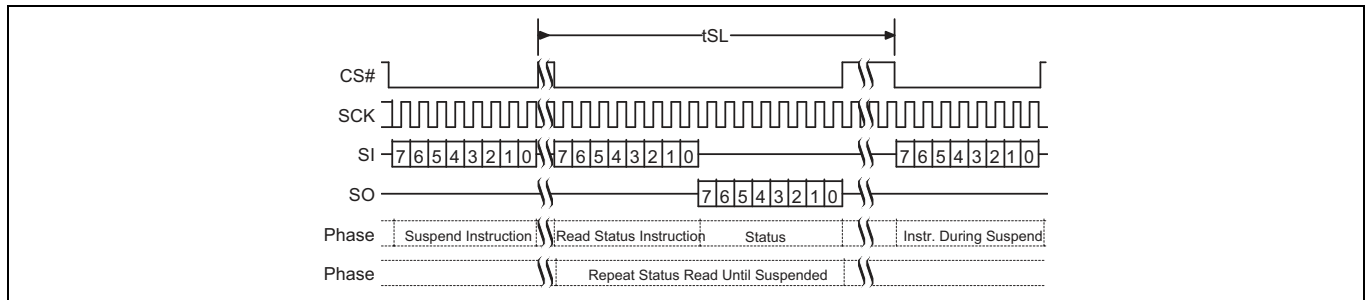 tSL
CS#
SCK
SI 7 6 5 4 3 2 1 0 7 6 5 4 3 2 1 0 7 6 5 4 3 2 1 0
SO 7 6 5 4 3 2 1 0
Phase Suspend Instruction Read Status Instruction Status Instr. During Suspend
Phase Repeat Status Read Until Suspended